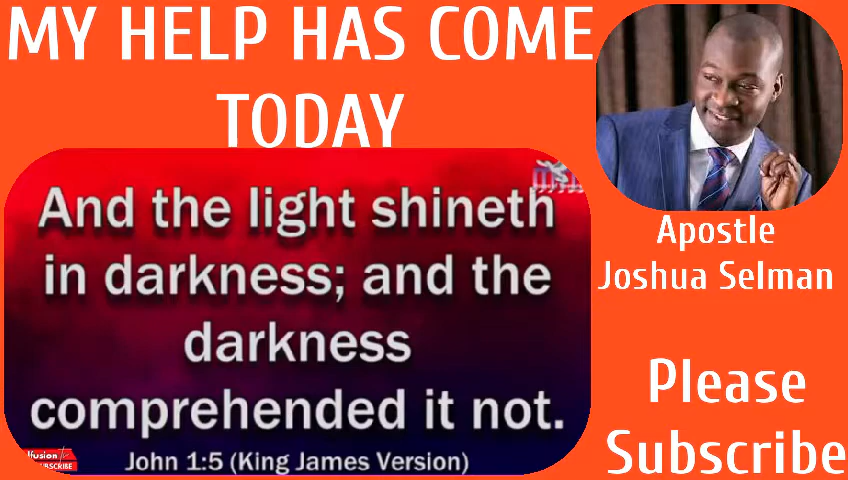 MY HELP HAS COME
TODAY
And the light shineth
in darkness; and the
darkness
comprehended it not.
John 1:5 (King James Version)
Apostle
Joshua Selman
Please
Subscribe